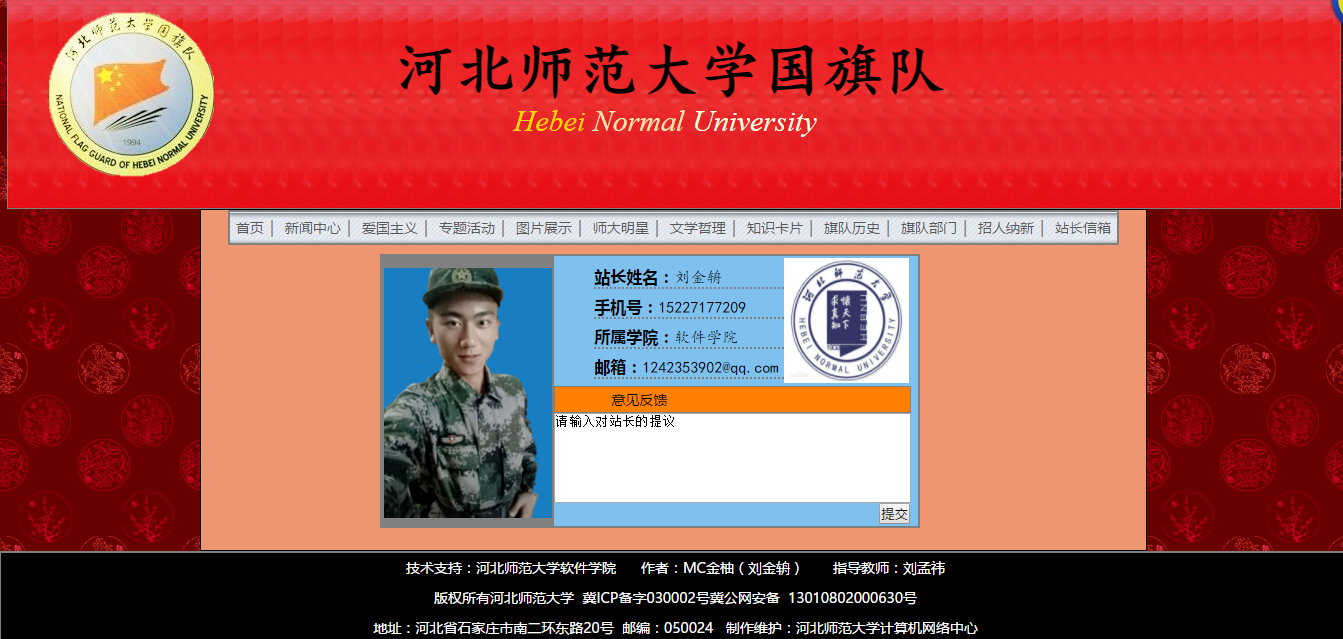 河北师范大学国旗队
NATIONAL FLAG GUARD OF HEBEI NORMAL UNIVERSITY
1994
河北师范大学国旗队
Hebei Normal University
首页 | 新闻中心 | 爱国主义 | 专题活动 | 图片展示 | 师大明星 | 文学哲理 | 知识卡片 | 旗队历史 | 旗队部门 | 招人纳新 | 站长信箱
站长姓名：刘金锎
手机号：15227177209
所属学院：软件学院
邮箱：1242353902@qq.com
河北师范大学
怀天下
求真知
HEBNU
HEBEI NORMAL UNIVERSITY
意见反馈
请输入对站长的提议
提交
技术支持：河北师范大学软件学院 作者：MC金柚（刘金锎） 指导教师：刘孟祎
版权所有河北师范大学 冀ICP备字030002号冀公网安备 13010802000630号
地址：河北省石家庄市南二环东路20号 邮编：050024 制作维护：河北师范大学计算机网络中心